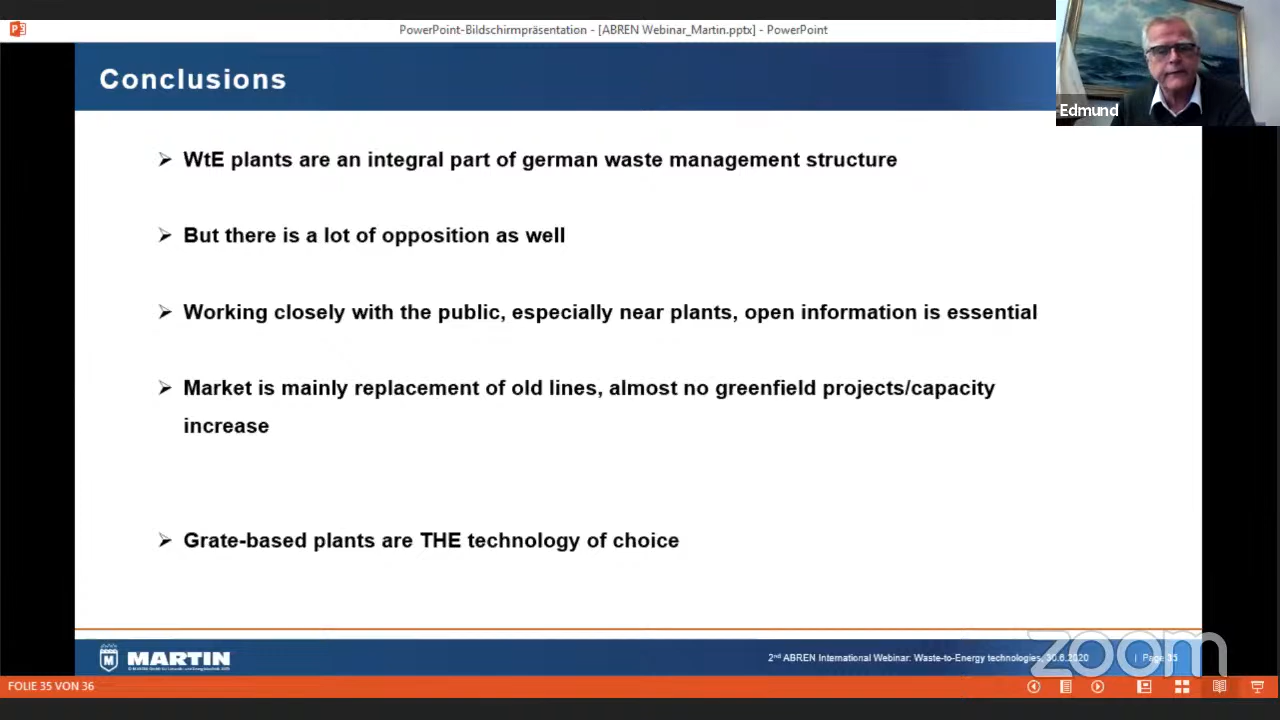 PowerPoint-Bildschirmpräsentation - [ABREN Webinar_Martin.pptx] - PowerPoint
Conclusions
Edmund
WtE plants are an integral part of german waste management structure
But there is a lot of opposition as well
Working closely with the public, especially near plants, open information is essential
Market is mainly replacement of old lines, almost no greenfield projects/capacity
increase
Grate-based plants are THE technology of choice
MARTIN
2nd ABREN International Webinar: Waste-to-Energy technologies, 30.6.2020 | Page 35
zoom
FOLIE 35 VON 36